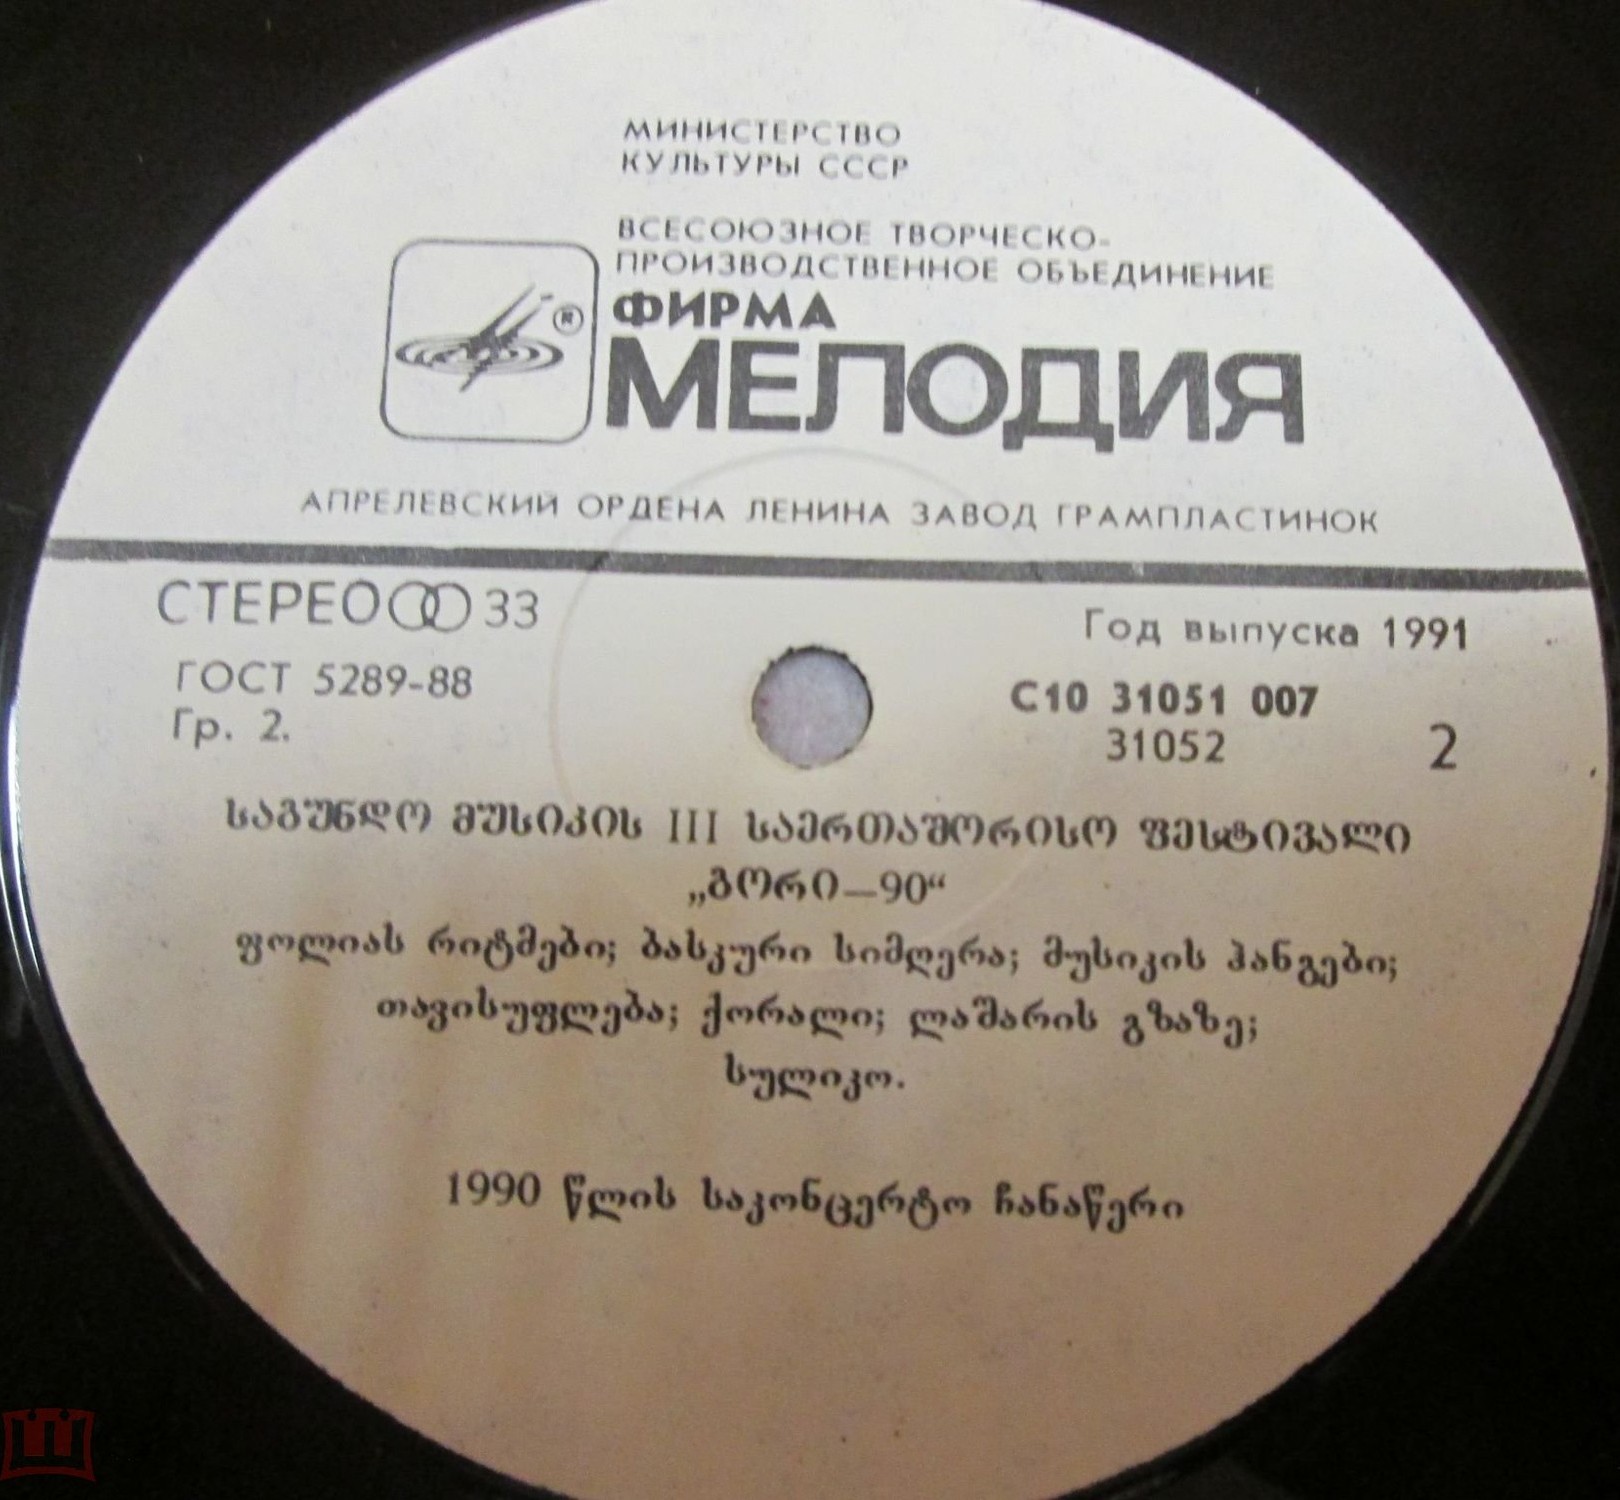 МИНИСТЕРСТВО
КУЛЬТУРЫ СССР
ВСЕСОЮЗНОЕ ТВОРЧЕСКО-
ПРОИЗВОДСТВЕННОЕ ОБЪЕДИНЕНИЕ
ФИРМА
®
МЕЛОДИЯ
АПРЕЛЕВСКИЙ ОРДЕНА ЛЕНИНА ЗАВОД ГРАМПЛАСТИНОК
СТЕРЕО 33
Год выпуска 1991
ГОСТ 5289-88
С10 31051 007
Гр. 2.
31052
2
საგუნდო მუსიკის III საერთაშორისო ფესტივალი
„გორი—90“
ფოლიას რიტმები; ბასკური სიმღერა; მუსიკის ჰანგები;
თავისუფლება; ქორალი; ლაშარის გზაზე;
სულიკო.
1990 წლის საკონცერტო ჩანაწერი